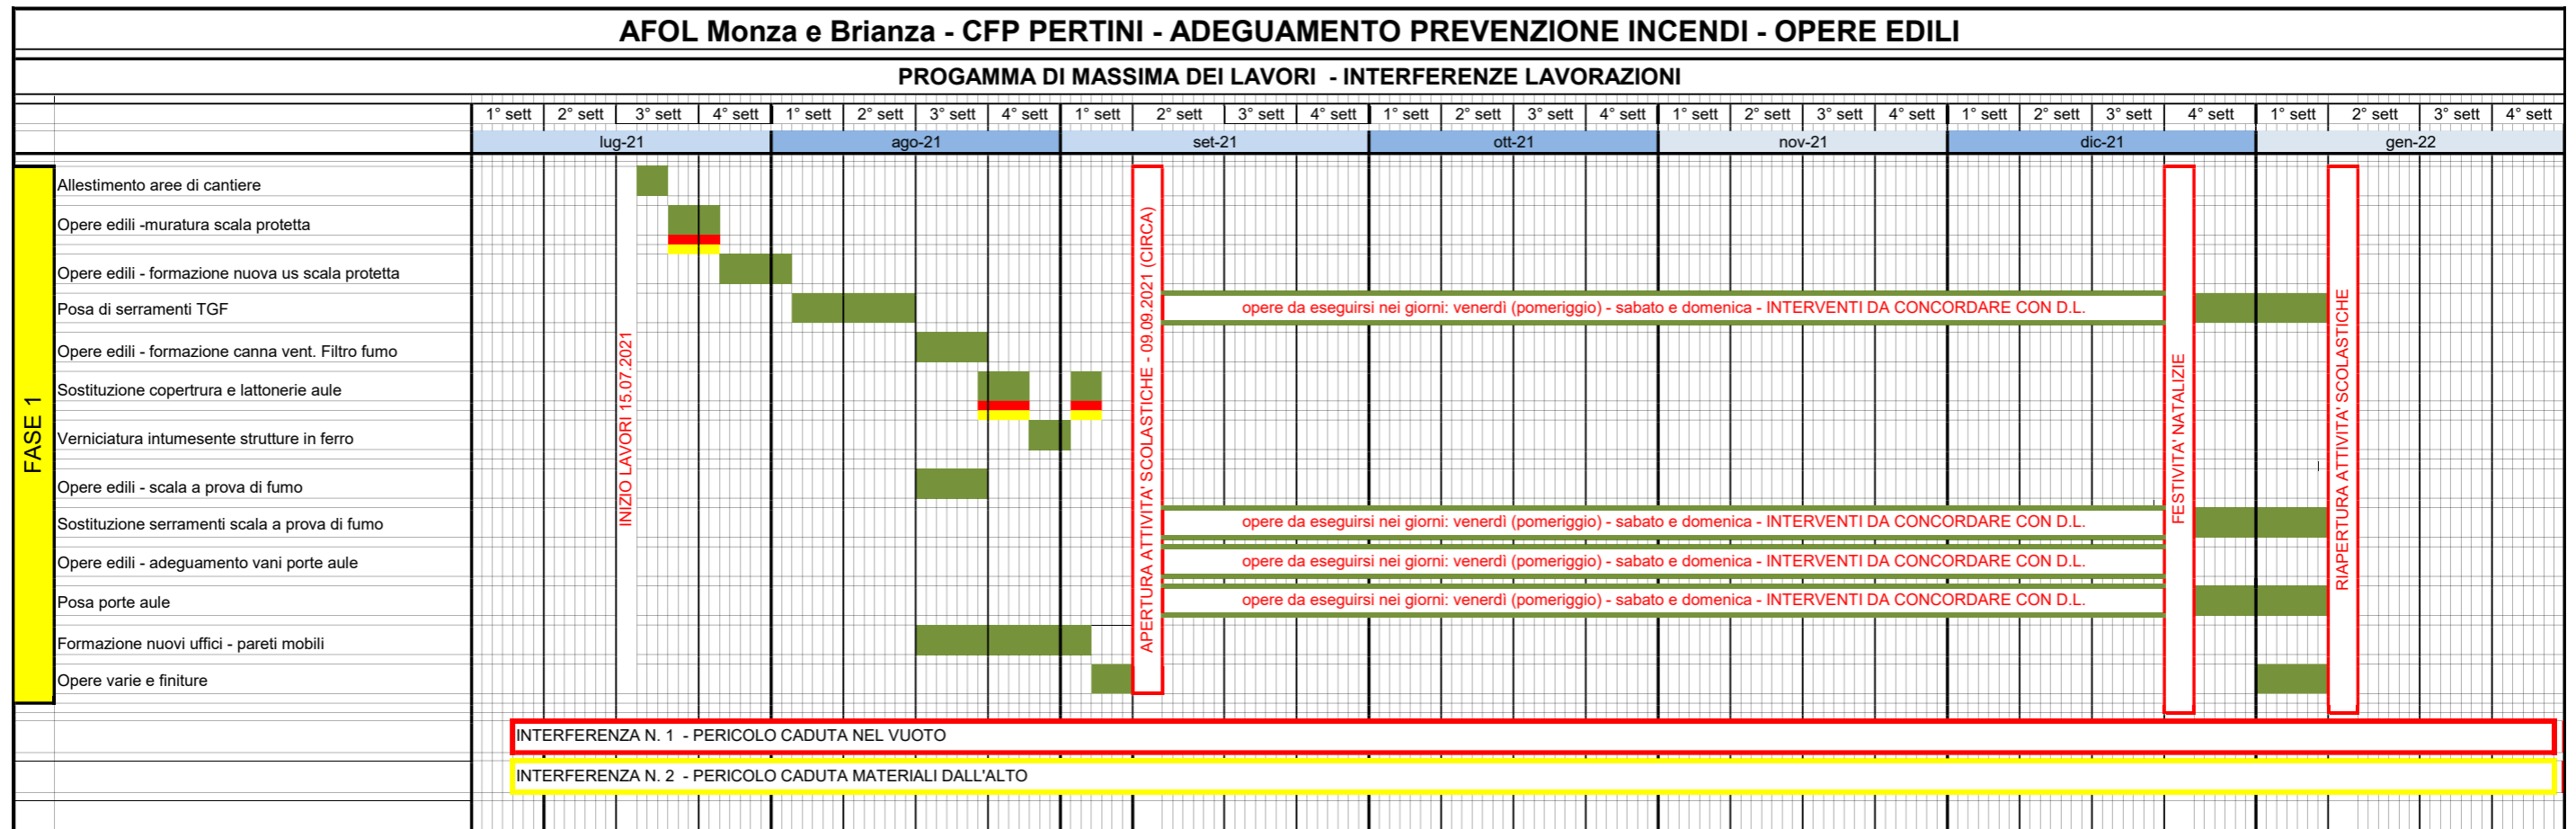 AFOL Monza e Brianza - CFP PERTINI - ADEGUAMENTO PREVENZIONE INCENDI - OPERE EDILI
PROGAMMA DI MASSIMA DEI LAVORI - INTERFERENZE LAVORAZIONI
1° sett 2° sett 3° sett 4° sett 1° sett 2° sett 3° sett 4° sett 1° sett 2° sett 3° sett 4° sett 1° sett 2° sett 3° sett 4° sett 1° sett 2° sett 3° sett 4° sett 1° sett 2° sett 3° sett 4° sett 1° sett 2° sett 3° sett 4° sett
lug-21 ago-21 set-21 ott-21 nov-21 dic-21 gen-22
FASE 1
Allestimento aree di cantiere
Opere edili -muratura scala protetta
Opere edili - formazione nuova us scala protetta
Posa di serramenti TGF
opere da eseguirsi nei giorni: venerdì (pomeriggio) - sabato e domenica - INTERVENTI DA CONCORDARE CON D.L.
Opere edili - formazione canna vent. Filtro fumo
Sostituzione copertrura e lattonerie aule
Verniciatura intumesente strutture in ferro
Opere edili - scala a prova di fumo
Sostituzione serramenti scala a prova di fumo
opere da eseguirsi nei giorni: venerdì (pomeriggio) - sabato e domenica - INTERVENTI DA CONCORDARE CON D.L.
Opere edili - adeguamento vani porte aule
opere da eseguirsi nei giorni: venerdì (pomeriggio) - sabato e domenica - INTERVENTI DA CONCORDARE CON D.L.
Posa porte aule
opere da eseguirsi nei giorni: venerdì (pomeriggio) - sabato e domenica - INTERVENTI DA CONCORDARE CON D.L.
Formazione nuovi uffici - pareti mobili
Opere varie e finiture
INIZIO LAVORI 15.07.2021
APERTURA ATTIVITA' SCOLASTICHE - 09.09.2021 (CIRCA)
FESTIVITA' NATALIZIE
RIAPERTURA ATTIVITA' SCOLASTICHE
INTERFERENZA N. 1 - PERICOLO CADUTA NEL VUOTO
INTERFERENZA N. 2 - PERICOLO CADUTA MATERIALI DALL'ALTO